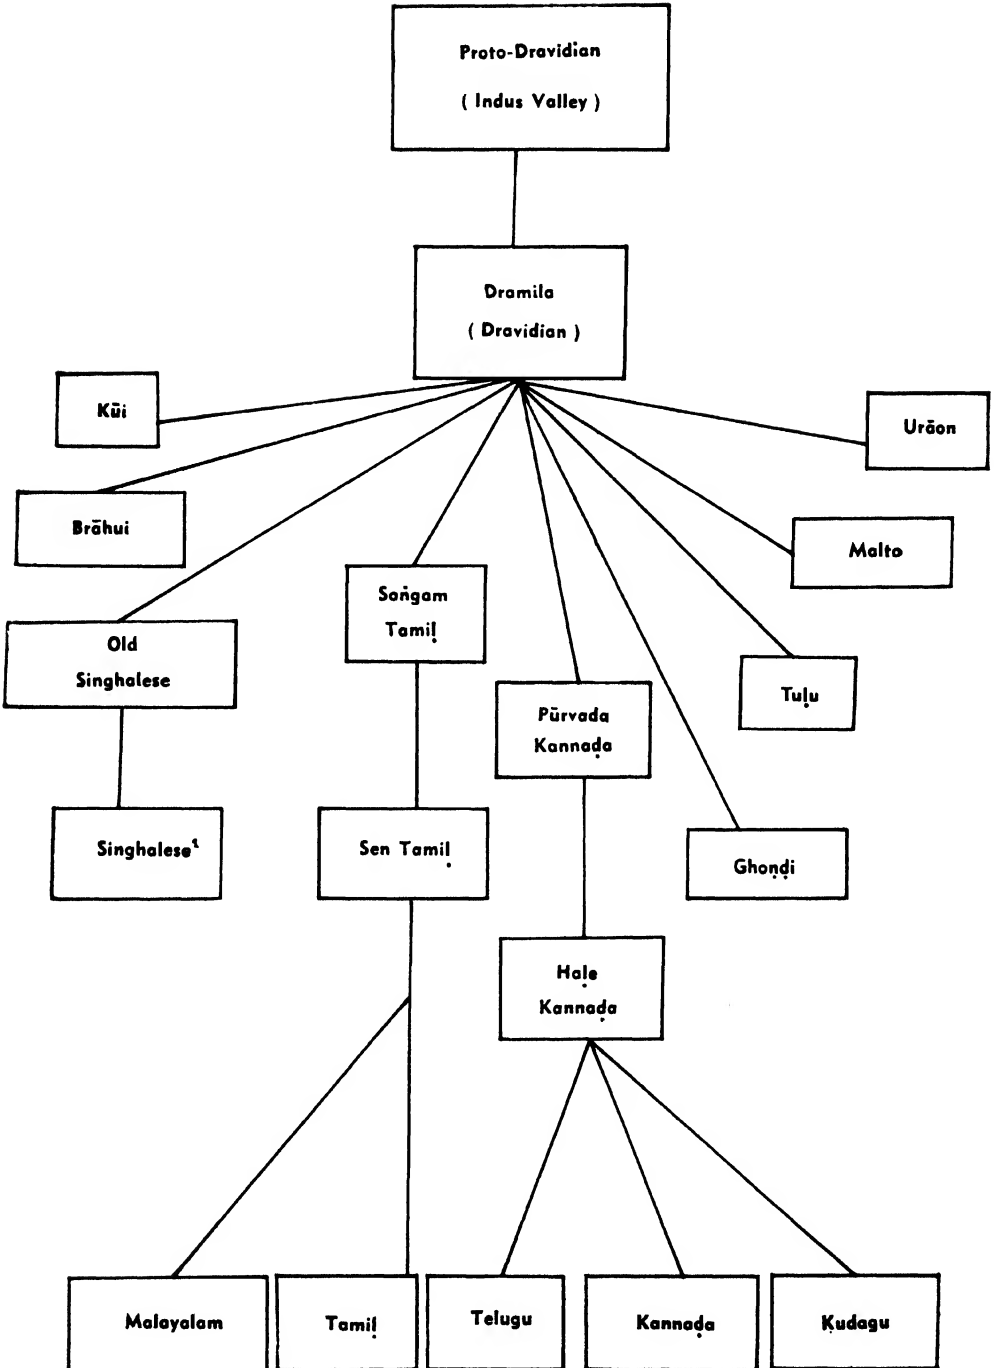 Proto-Dravidian
( Indus Valley )
Dramila
( Dravidian )
Kūi
Urāon
Brāhui
Malto
Soṅgam
Tamiḷ
Old
Singhalese
Tuḷu
Pūrvada
Kannaḍa
Singhalese¹
Sen Tamiḷ
Ghoṇḍi
Haḷe
Kannaḍa
Malayalam
Tamiḷ
Telugu
Kannaḍa
Ḳudagu